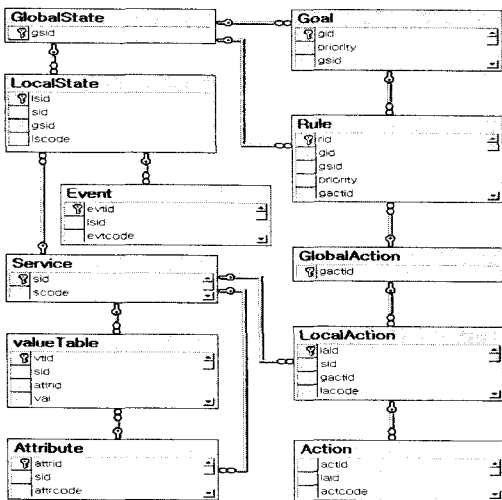 GlobalState
gsid
LocalState
lsid
sid
gsid
lscode
Event
evtid
lsid
evtcode
Service
sid
scode
valueTable
vtid
sid
attrid
val
Attribute
attrid
sid
attrcode
Goal
gid
priority
gsid
Rule
rid
gid
gsid
priority
gactid
GlobalAction
gactid
LocalAction
laid
sid
gactid
lacode
Action
actid
laid
actcode